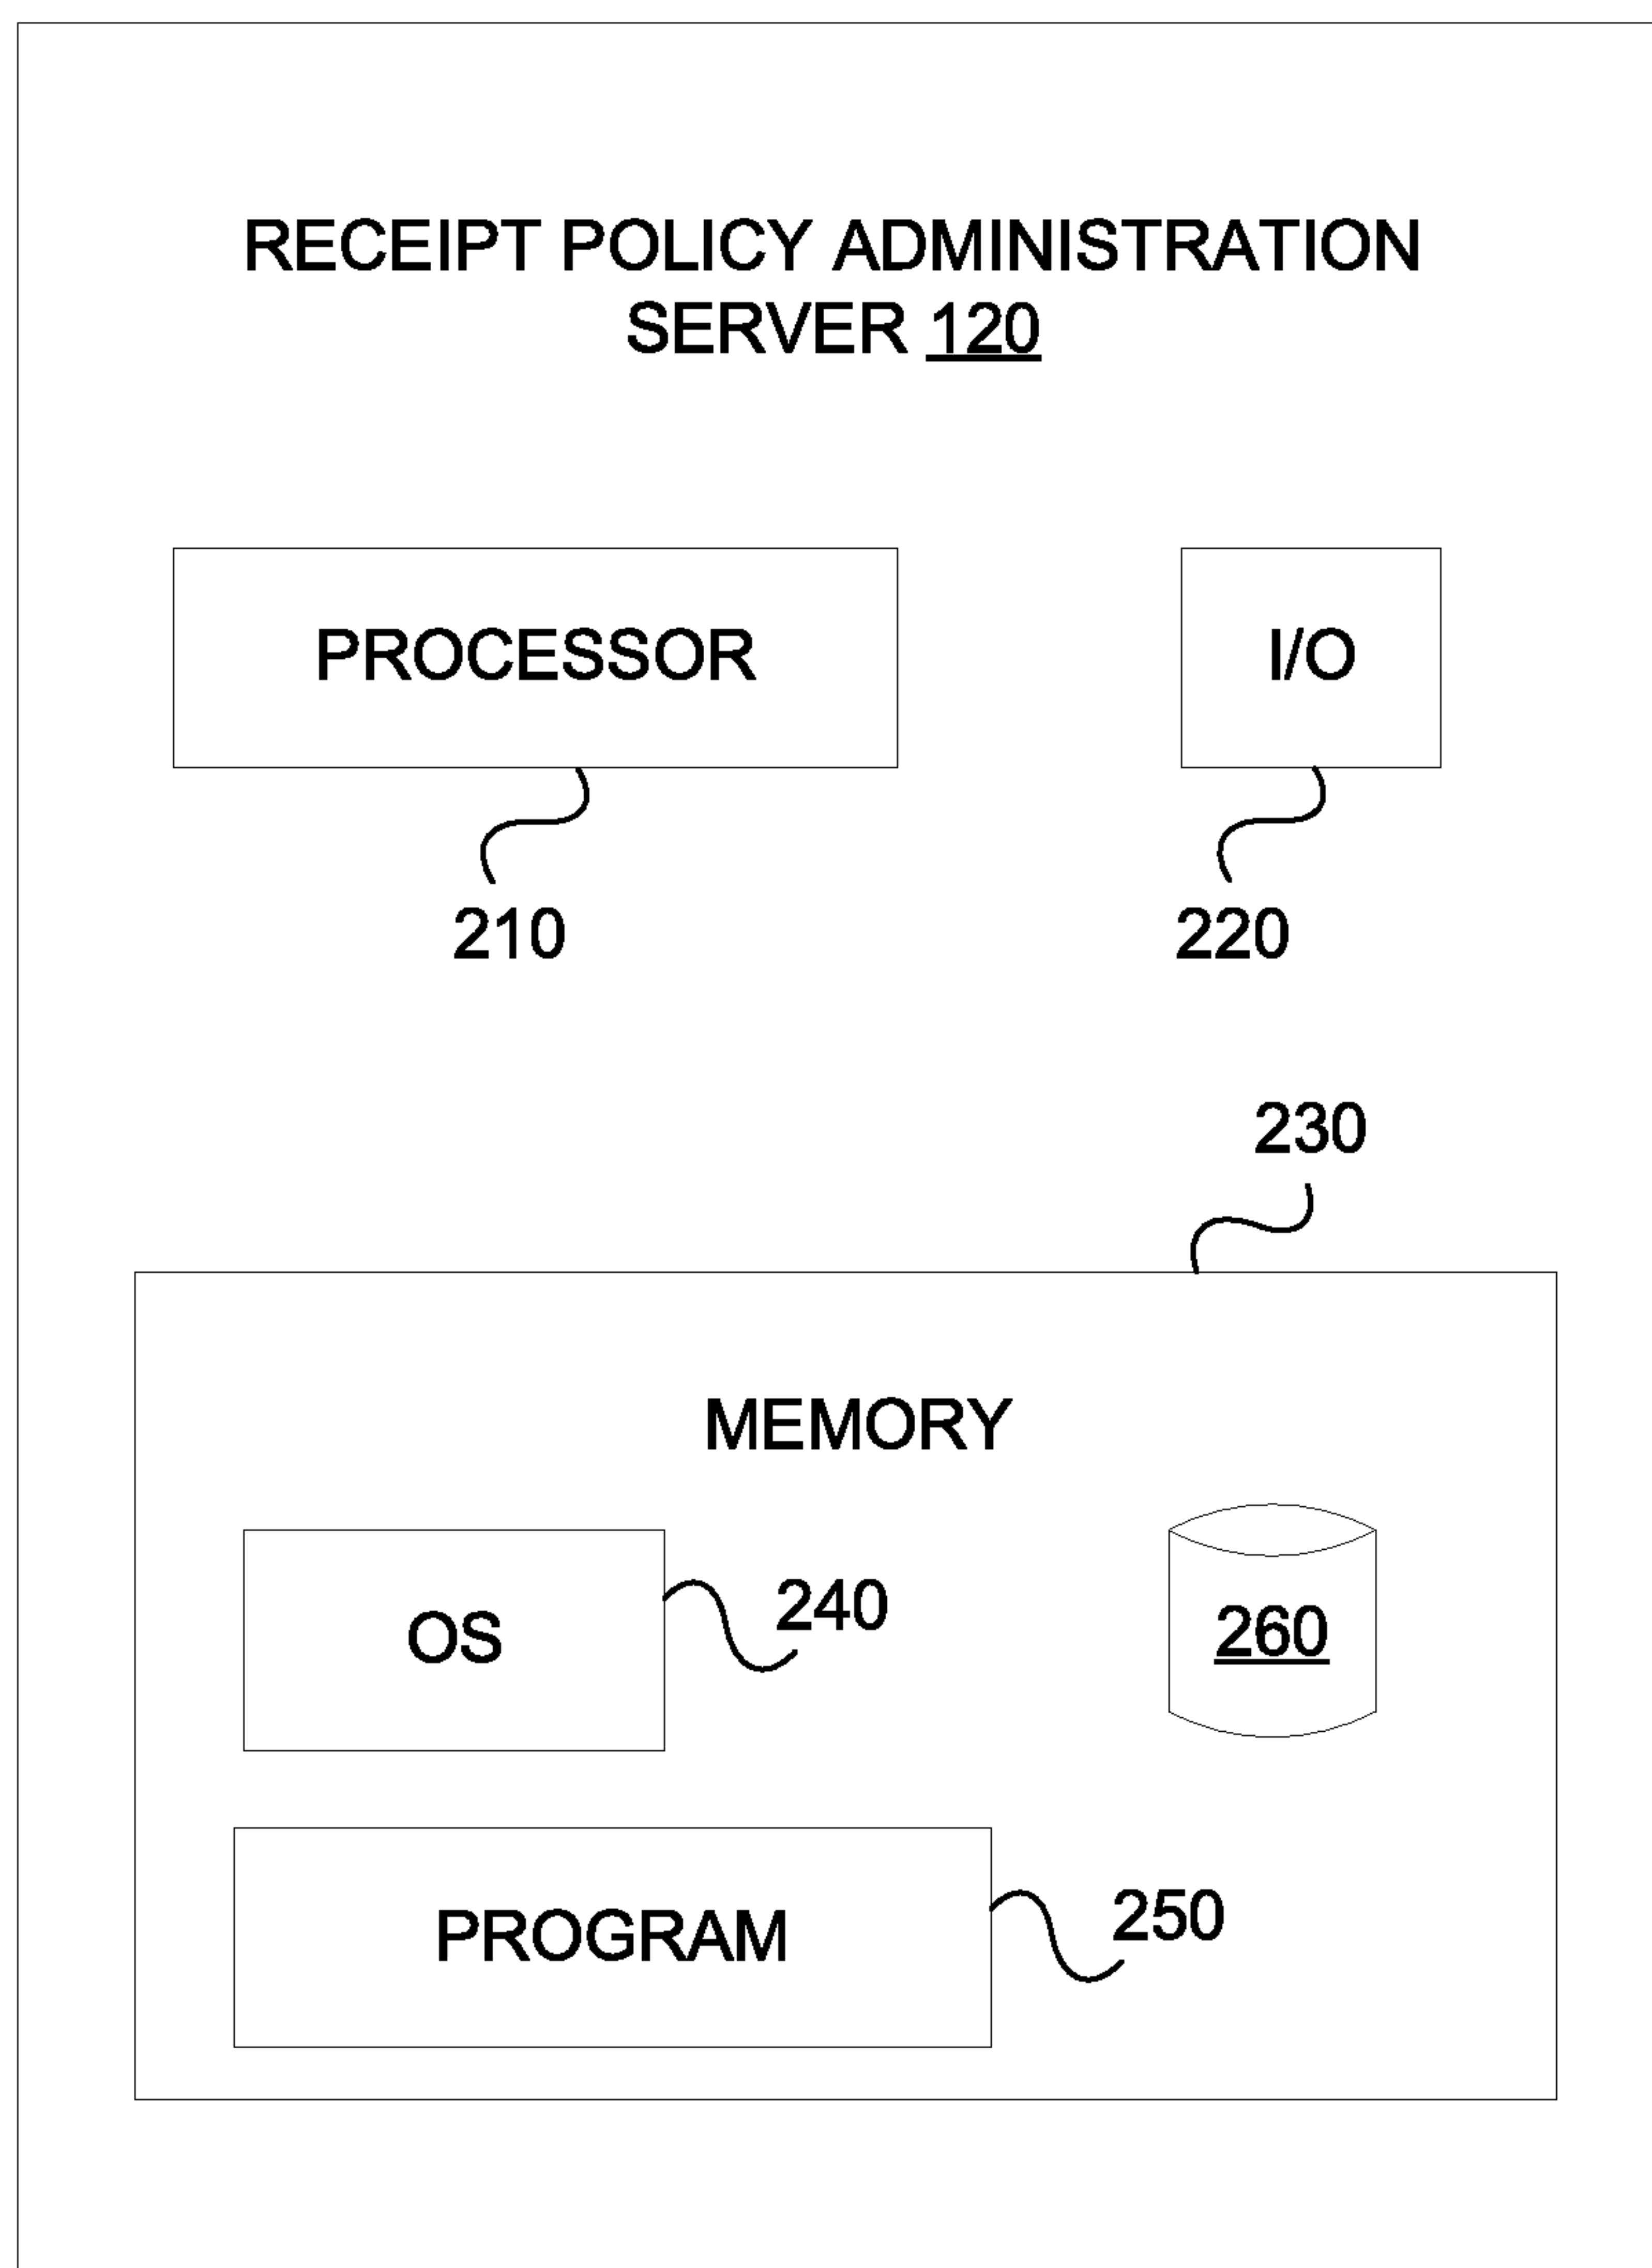 RECEIPT POLICY ADMINISTRATION
SERVER 120
PROCESSOR
I/O
210
220
230
MEMORY
OS
240
260
PROGRAM
250